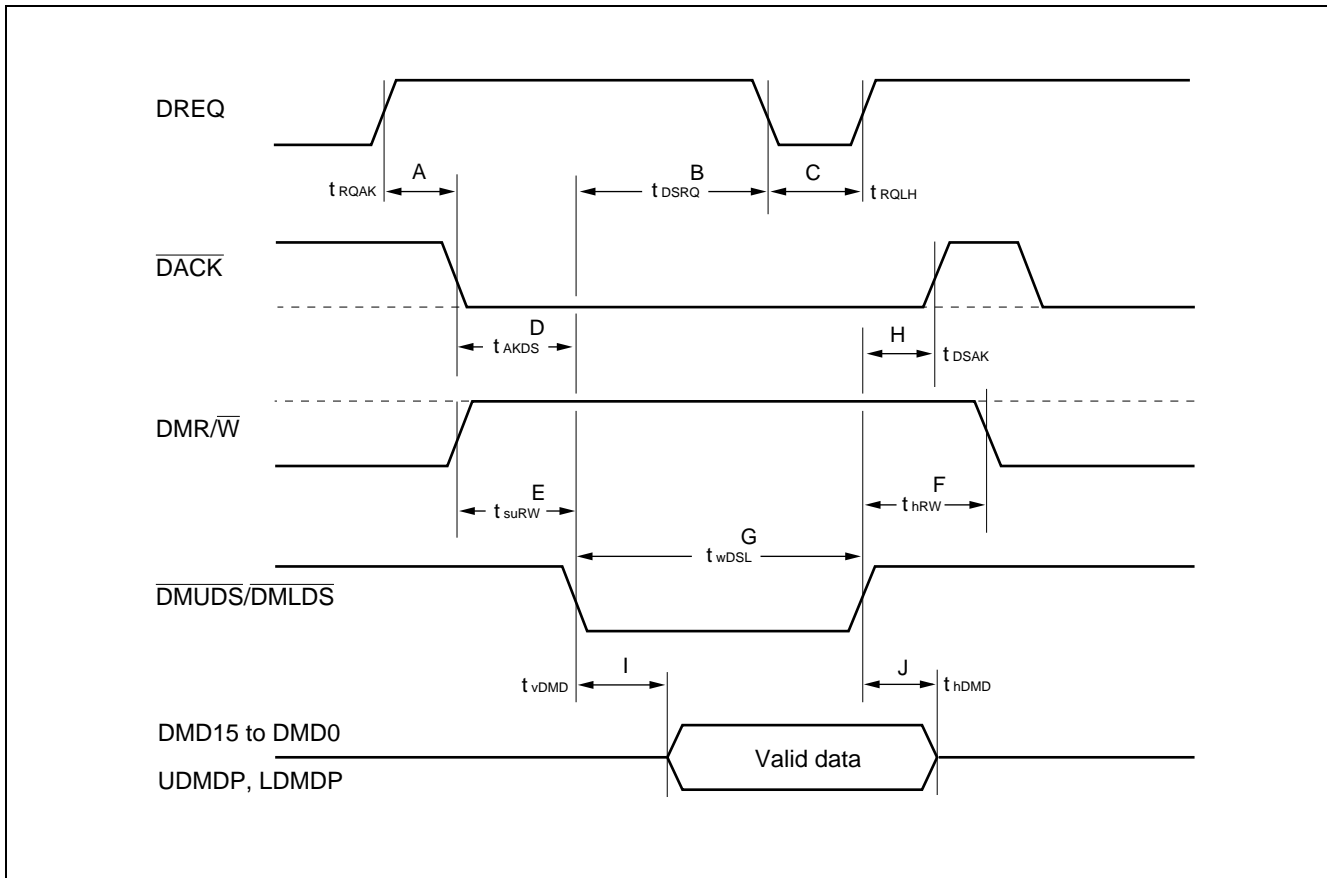 DREQ
A
B
C
t RQAK
t DSRQ
t RQLH
DACK
D
t AKDS
H
t DSAK
DMR/W
E
t suRW
F
t hRW
G
t wDSL
DMUDS/DMLDS
I
t vDMD
J
t hDMD
DMD15 to DMD0
Valid data
UDMDP, LDMDP